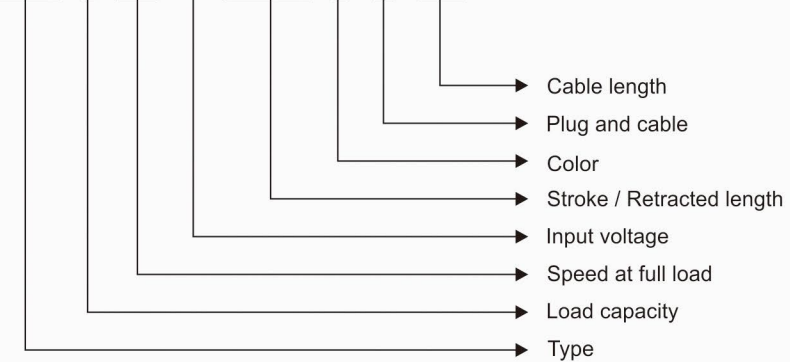 Cable length
Plug and cable
Color
Stroke / Retracted length
Input voltage
Speed at full load
Load capacity
Type